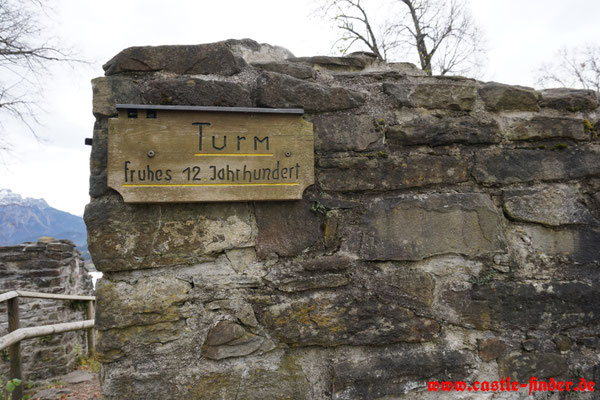 Turm
fruhes 12 Jahrhundert
www.castle-finder.de